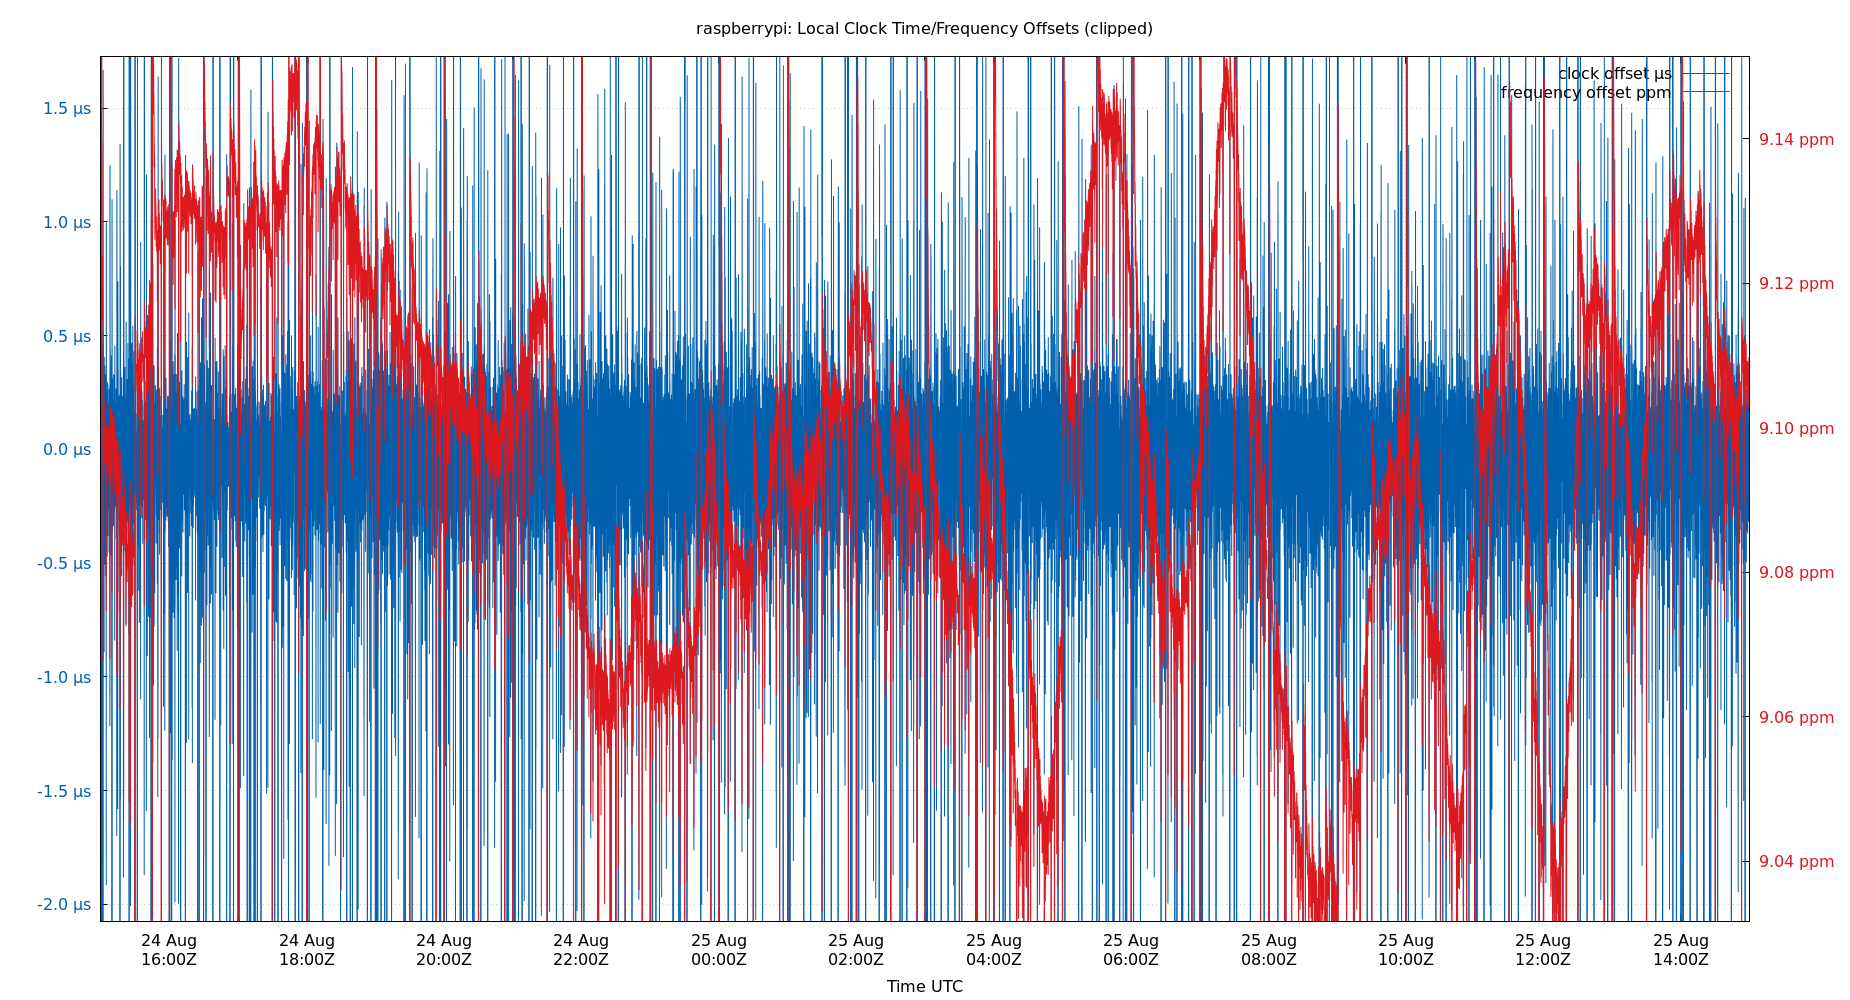 raspberrypi: Local Clock Time/Frequency Offsets (clipped)
clock offset µs
frequency offset ppm
1.5 µs
1.0 µs
0.5 µs
0.0 µs
-0.5 µs
-1.0 µs
-1.5 µs
-2.0 µs
9.14 ppm
9.12 ppm
9.10 ppm
9.08 ppm
9.06 ppm
9.04 ppm
24 Aug
16:00Z
24 Aug
18:00Z
24 Aug
20:00Z
24 Aug
22:00Z
25 Aug
00:00Z
25 Aug
02:00Z
25 Aug
04:00Z
25 Aug
06:00Z
25 Aug
08:00Z
25 Aug
10:00Z
25 Aug
12:00Z
25 Aug
14:00Z
Time UTC